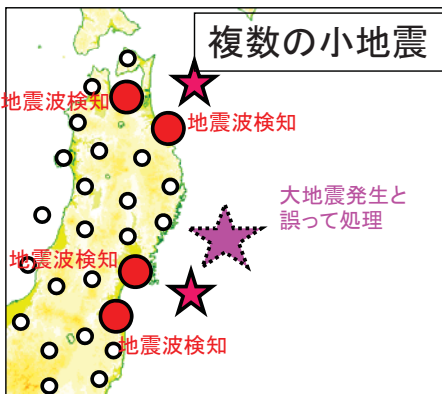 複数の小地震
地震波検知
地震波検知
大地震発生と
誤って処理
地震波検知
地震波検知